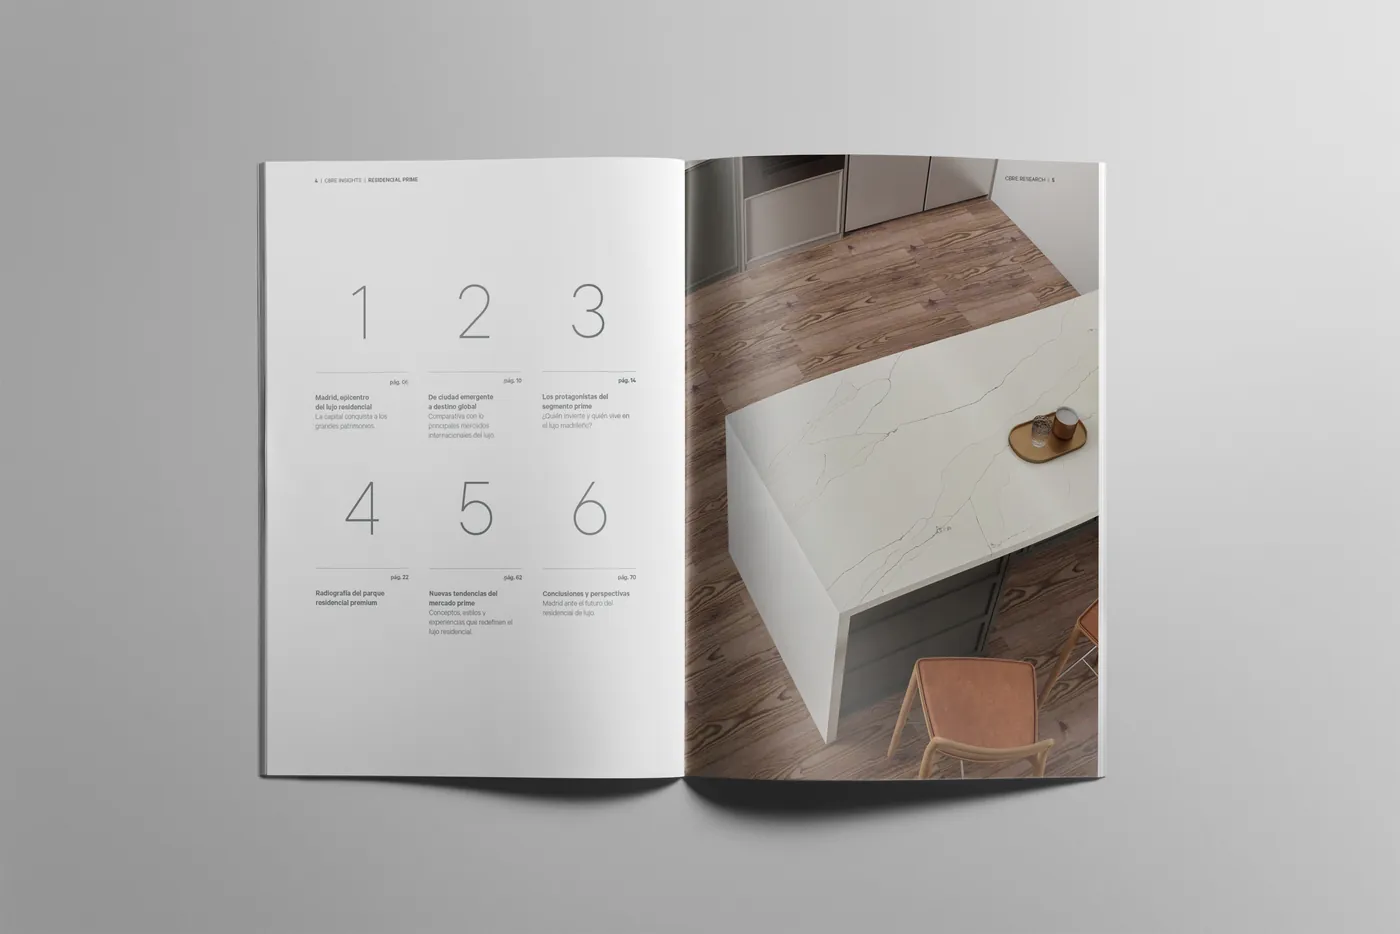 4 | CBRE INSIGHTS | RESIDENCIAL PRIME
CBRE RESEARCH | 5
1
2
3
pág. 06
pág. 10
pág. 14
Madrid, epicentro
del lujo residencial
La capital conquista a los
grandes patrimonios.
De ciudad emergente
a destino global
Comparativa con lo
principales mercados
internacionales del lujo.
Los protagonistas del
segmento prime
¿Quién invierte y quién vive en
el lujo madrileño?
4
5
6
pág. 22
pág. 62
pág. 70
Radiografía del parque
residencial premium
Nuevas tendencias del
mercado prime
Conceptos, estilos y
experiencias que redefinen el
lujo residencial.
Conclusiones y perspectivas
Madrid ante el futuro del
residencial de lujo